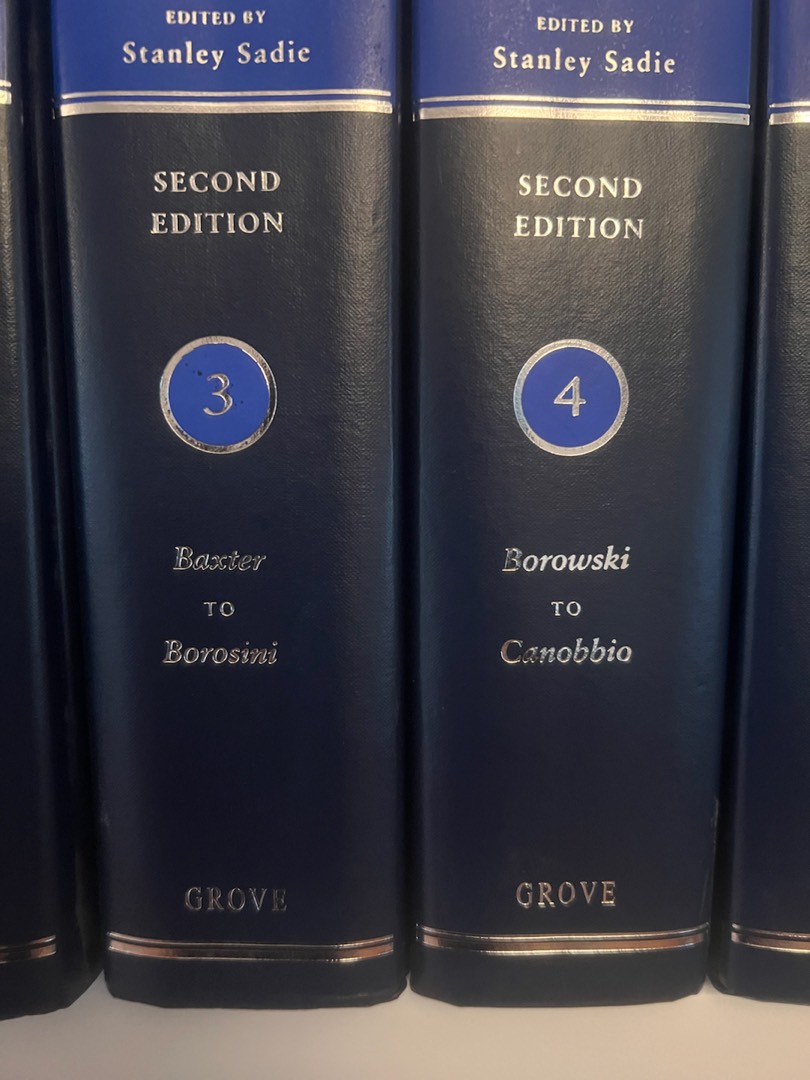 EDITED BY
Stanley Sadie
SECOND
EDITION
3
Baxter
TO
Borosini
GROVE
EDITED BY
Stanley Sadie
SECOND
EDITION
4
Borowski
TO
Canobbio
GROVE